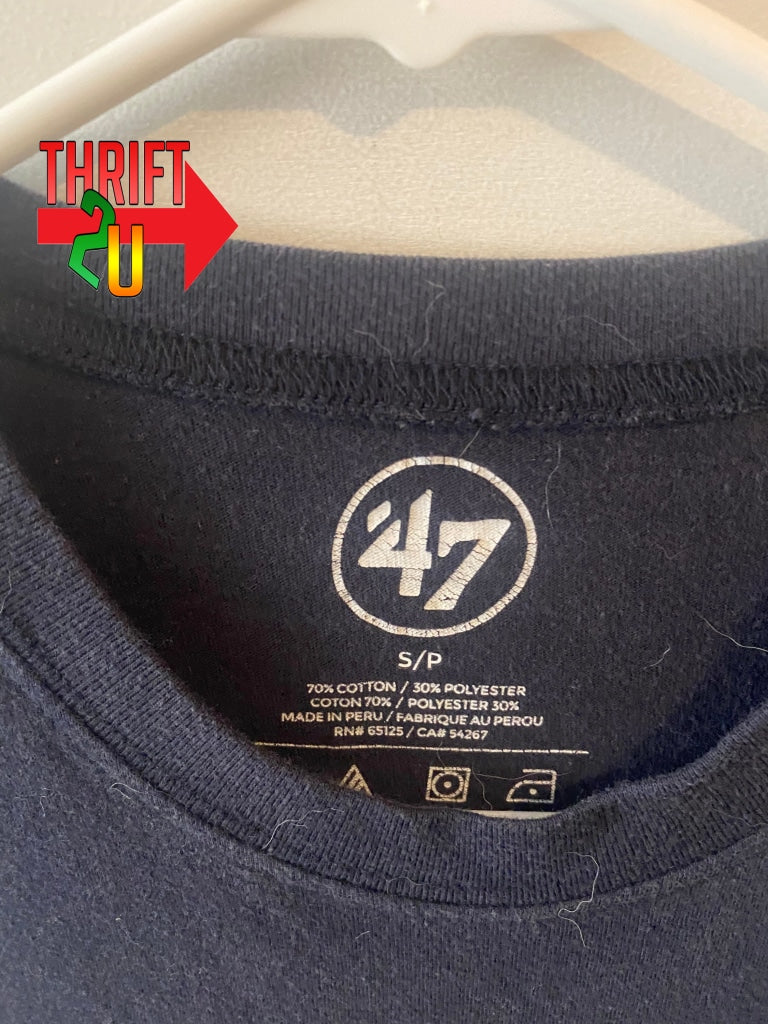 THRIFT
2U
'47
S/P
70% COTTON / 30% POLYESTER
COTON 70% / POLYESTER 30%
MADE IN PERU / FABRIQUE AU PEROU
RN# 65125 / CA# 54267